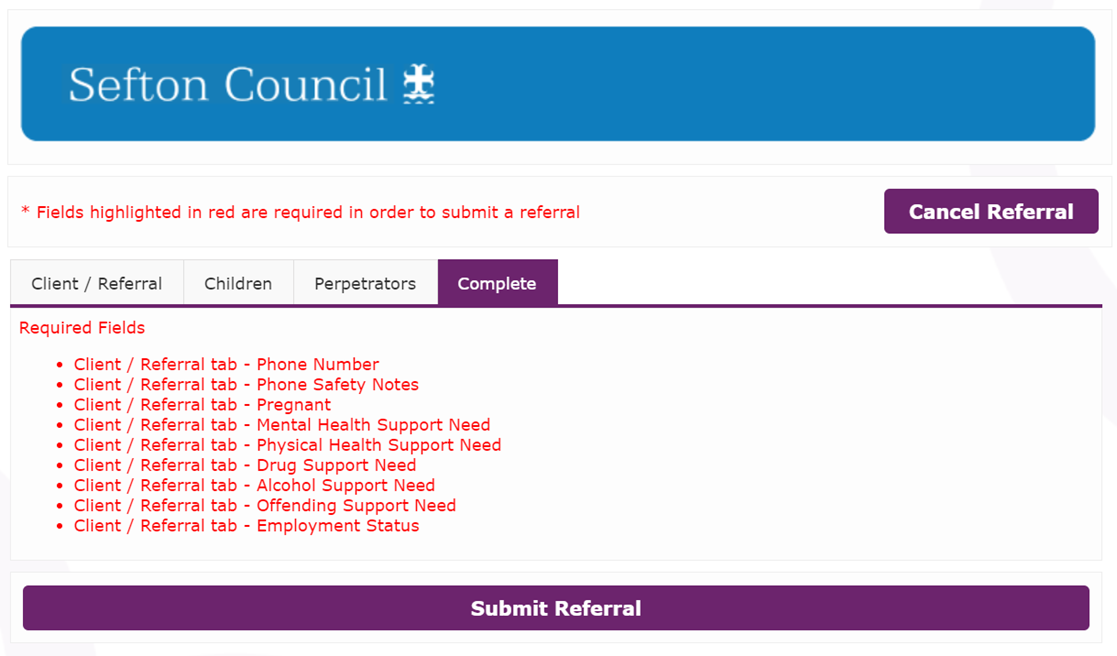 Sefton Council
* Fields highlighted in red are required in order to submit a referral
Cancel Referral
Client / Referral
Children
Perpetrators
Complete
Required Fields
• Client / Referral tab - Phone Number
• Client / Referral tab - Phone Safety Notes
• Client / Referral tab - Pregnant
• Client / Referral tab - Mental Health Support Need
• Client / Referral tab - Physical Health Support Need
• Client / Referral tab - Drug Support Need
• Client / Referral tab - Alcohol Support Need
• Client / Referral tab - Offending Support Need
• Client / Referral tab - Employment Status
Submit Referral